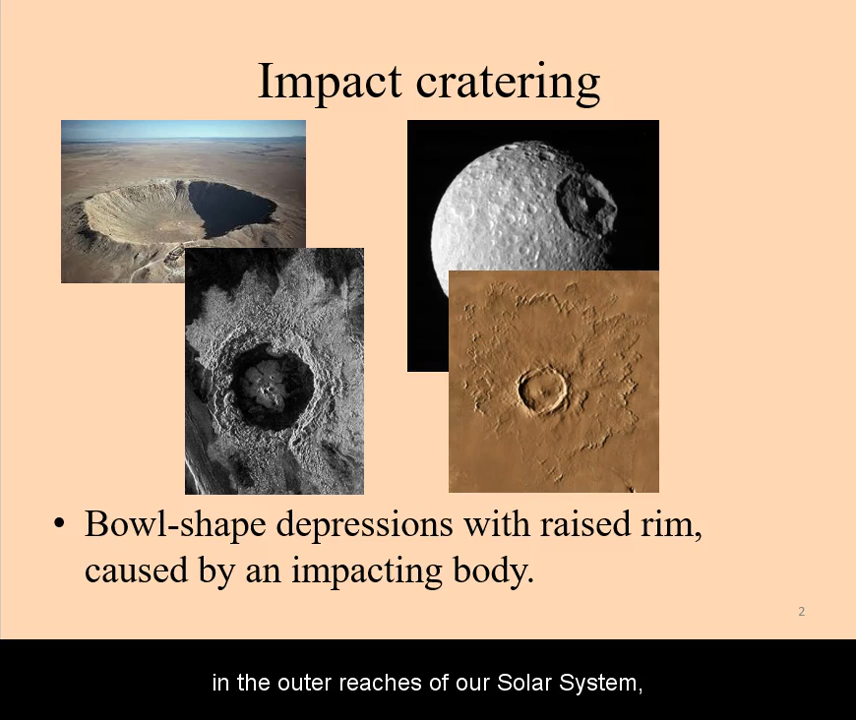 Impact cratering
• Bowl-shape depressions with raised rim,
caused by an impacting body.
2
in the outer reaches of our Solar System,